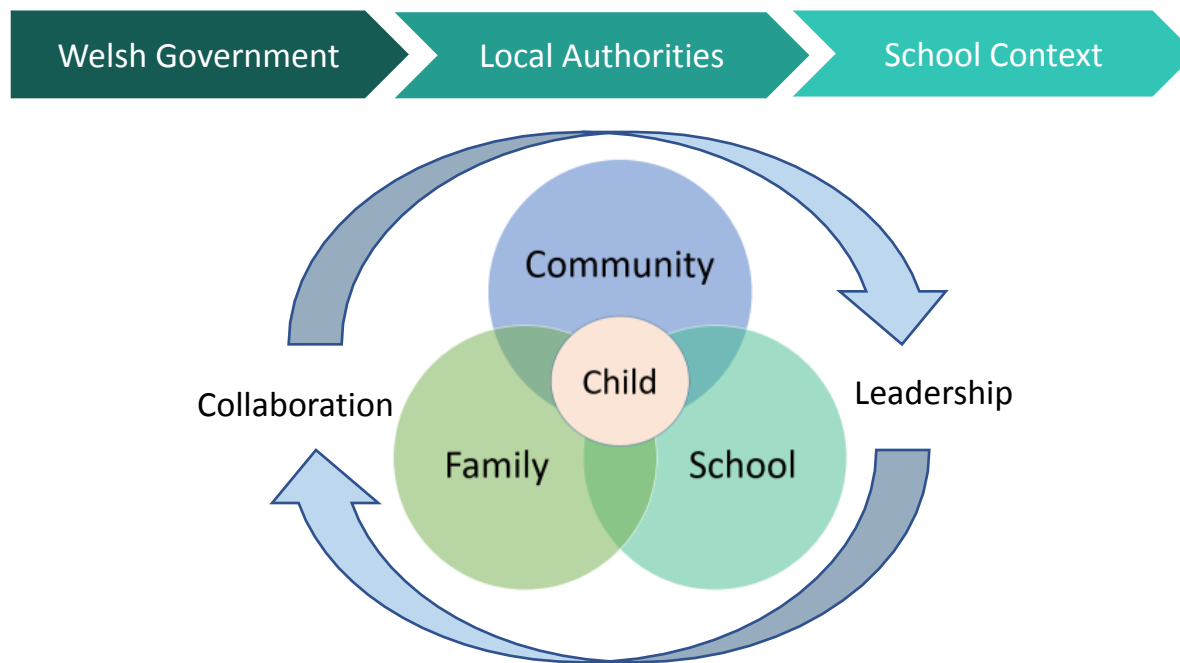 Welsh Government
Local Authorities
School Context
Community
Child
Collaboration
Leadership
Family
School